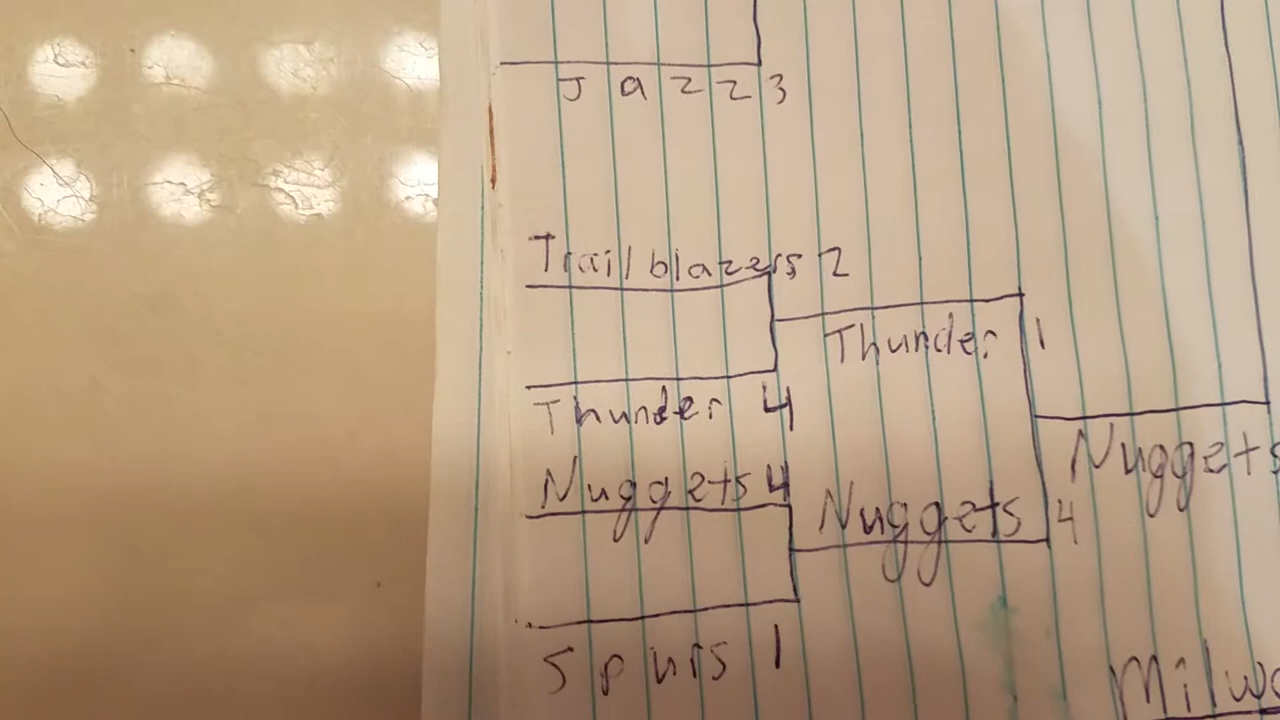 Jazz 3
Trailblazers 2
Thunder 1
Thunder 4
Nuggets 4
Nuggets
Nuggets 4
Spurs 1